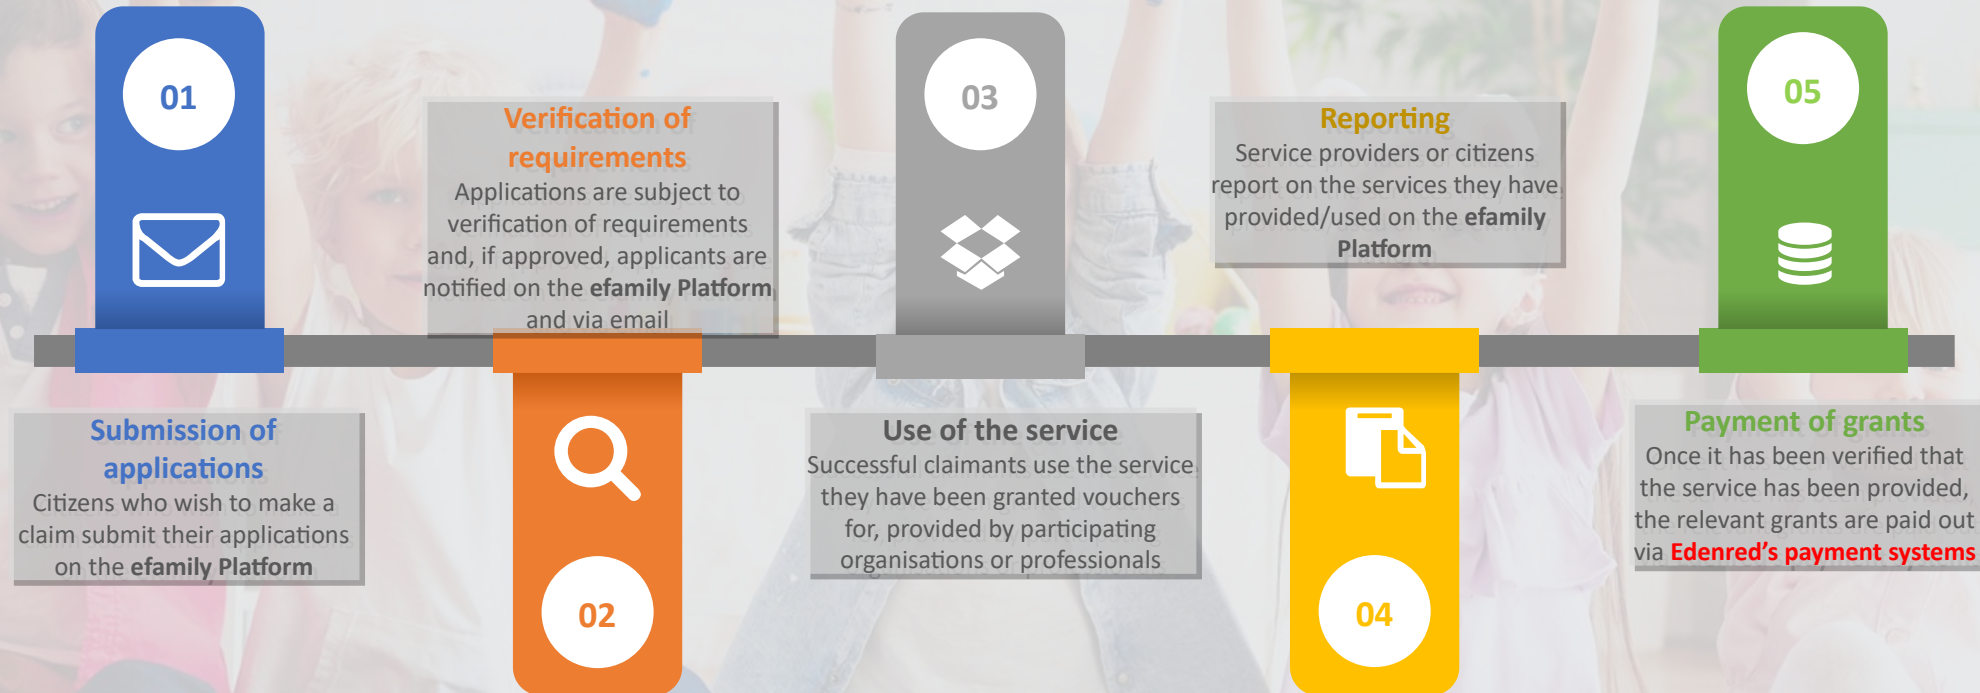 01
Submission of
applications
Citizens who wish to make a
claim submit their applications
on the efamily Platform
Verification of
requirements
Applications are subject to
verification of requirements
and, if approved, applicants are
notified on the efamily Platform
and via email
02
03
Use of the service
Successful claimants use the service
they have been granted vouchers
for, provided by participating
organisations or professionals
Reporting
Service providers or citizens
report on the services they have
provided/used on the efamily
Platform
04
05
Payment of grants
Once it has been verified that
the service has been provided,
the relevant grants are paid out
via Edenred’s payment systems